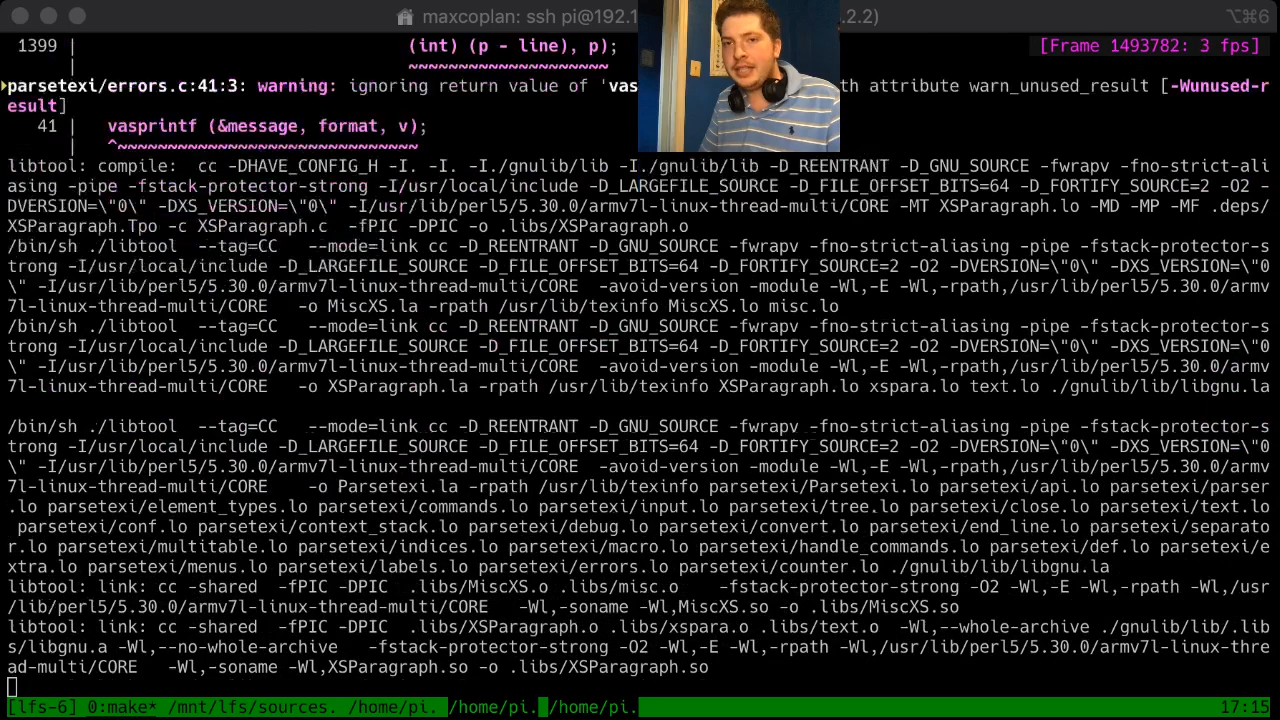 maxcoplan: ssh pi@192.1 .2.2)
⌥⌘6
1399 | (int) (p - line), p);
[Frame 1493782: 3 fps]
| ~~~~~~~~~~~~~~~~~~~
parsetexi/errors.c:41:3: warning: ignoring return value of 'vas th attribute warn_unused_result [-Wunused-r
esult]
41 | vasprintf (&message, format, v);
| ^~~~~~~~~~~~~~~~~~~~~~~~~~~~~~~
libtool: compile:  cc -DHAVE_CONFIG_H -I. -I. -I./gnulib/lib -I./gnulib/lib -D_REENTRANT -D_GNU_SOURCE -fwrapv -fno-strict-ali
asing -pipe -fstack-protector-strong -I/usr/local/include -D_LARGEFILE_SOURCE -D_FILE_OFFSET_BITS=64 -D_FORTIFY_SOURCE=2 -O2 -
DVERSION=\"0\" -DXS_VERSION=\"0\" -I/usr/lib/perl5/5.30.0/armv7l-linux-thread-multi/CORE -MT XSParagraph.lo -MD -MP -MF .deps/
XSParagraph.Tpo -c XSParagraph.c  -fPIC -DPIC -o .libs/XSParagraph.o
/bin/sh ./libtool  --tag=CC   --mode=link cc -D_REENTRANT -D_GNU_SOURCE -fwrapv -fno-strict-aliasing -pipe -fstack-protector-s
trong -I/usr/local/include -D_LARGEFILE_SOURCE -D_FILE_OFFSET_BITS=64 -D_FORTIFY_SOURCE=2 -O2 -DVERSION=\"0\" -DXS_VERSION=\"0
\" -I/usr/lib/perl5/5.30.0/armv7l-linux-thread-multi/CORE  -avoid-version -module -Wl,-E -Wl,-rpath,/usr/lib/perl5/5.30.0/armv
7l-linux-thread-multi/CORE   -o MiscXS.la -rpath /usr/lib/texinfo MiscXS.lo misc.lo
/bin/sh ./libtool  --tag=CC   --mode=link cc -D_REENTRANT -D_GNU_SOURCE -fwrapv -fno-strict-aliasing -pipe -fstack-protector-s
trong -I/usr/local/include -D_LARGEFILE_SOURCE -D_FILE_OFFSET_BITS=64 -D_FORTIFY_SOURCE=2 -O2 -DVERSION=\"0\" -DXS_VERSION=\"0
\" -I/usr/lib/perl5/5.30.0/armv7l-linux-thread-multi/CORE  -avoid-version -module -Wl,-E -Wl,-rpath,/usr/lib/perl5/5.30.0/armv
7l-linux-thread-multi/CORE   -o XSParagraph.la -rpath /usr/lib/texinfo XSParagraph.lo xspara.lo text.lo ./gnulib/lib/libgnu.la
/bin/sh ./libtool  --tag=CC   --mode=link cc -D_REENTRANT -D_GNU_SOURCE -fwrapv -fno-strict-aliasing -pipe -fstack-protector-s
trong -I/usr/local/include -D_LARGEFILE_SOURCE -D_FILE_OFFSET_BITS=64 -D_FORTIFY_SOURCE=2 -O2 -DVERSION=\"0\" -DXS_VERSION=\"0
\" -I/usr/lib/perl5/5.30.0/armv7l-linux-thread-multi/CORE  -avoid-version -module -Wl,-E -Wl,-rpath,/usr/lib/perl5/5.30.0/armv
7l-linux-thread-multi/CORE   -o Parsetexi.la -rpath /usr/lib/texinfo parsetexi/Parsetexi.lo parsetexi/api.lo parsetexi/parser
.lo parsetexi/element_types.lo parsetexi/commands.lo parsetexi/input.lo parsetexi/tree.lo parsetexi/close.lo parsetexi/text.lo
parsetexi/conf.lo parsetexi/context_stack.lo parsetexi/debug.lo parsetexi/convert.lo parsetexi/end_line.lo parsetexi/separato
r.lo parsetexi/multitable.lo parsetexi/indices.lo parsetexi/macro.lo parsetexi/handle_commands.lo parsetexi/def.lo parsetexi/e
xtra.lo parsetexi/menus.lo parsetexi/labels.lo parsetexi/errors.lo parsetexi/counter.lo ./gnulib/lib/libgnu.la
libtool: link: cc -shared  -fPIC -DPIC  .libs/MiscXS.o .libs/misc.o   -fstack-protector-strong -O2 -Wl,-E -Wl,-rpath -Wl,/usr
/lib/perl5/5.30.0/armv7l-linux-thread-multi/CORE   -Wl,-soname -Wl,MiscXS.so -o .libs/MiscXS.so
libtool: link: cc -shared  -fPIC -DPIC  .libs/XSParagraph.o .libs/xspara.o .libs/text.o  -Wl,--whole-archive ./gnulib/lib/.lib
s/libgnu.a -Wl,--no-whole-archive   -fstack-protector-strong -O2 -Wl,-E -Wl,-rpath -Wl,/usr/lib/perl5/5.30.0/armv7l-linux-thre
ad-multi/CORE   -Wl,-soname -Wl,XSParagraph.so -o .libs/XSParagraph.so
[lfs-6] 0:make* /mnt/lfs/sources. /home/pi. /home/pi. /home/pi.
17:15